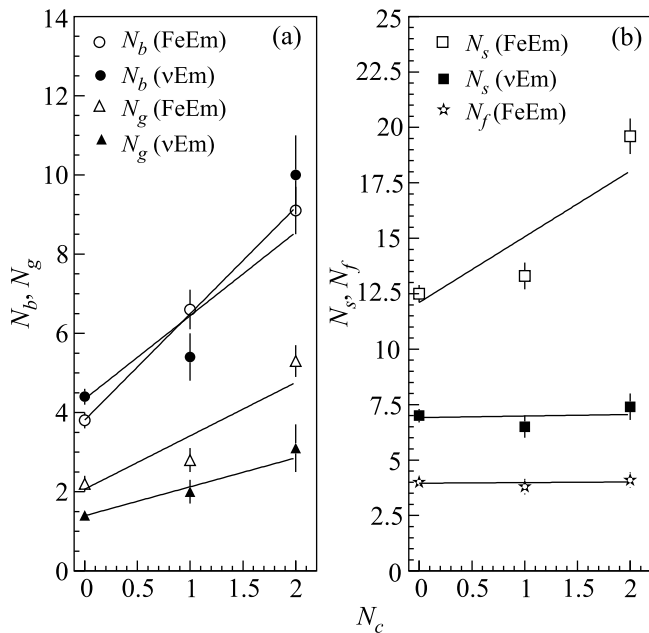 14
12
10
8
6
4
2
0
N_b, N_g
(a)
N_b (FeEm)
N_b (νEm)
N_g (FeEm)
N_g (νEm)
0 0.5 1 1.5 2
25
22.5
20
17.5
15
12.5
10
7.5
5
2.5
0
N_s, N_f
(b)
N_s (FeEm)
N_s (νEm)
N_f (FeEm)
0 0.5 1 1.5 2
N_c